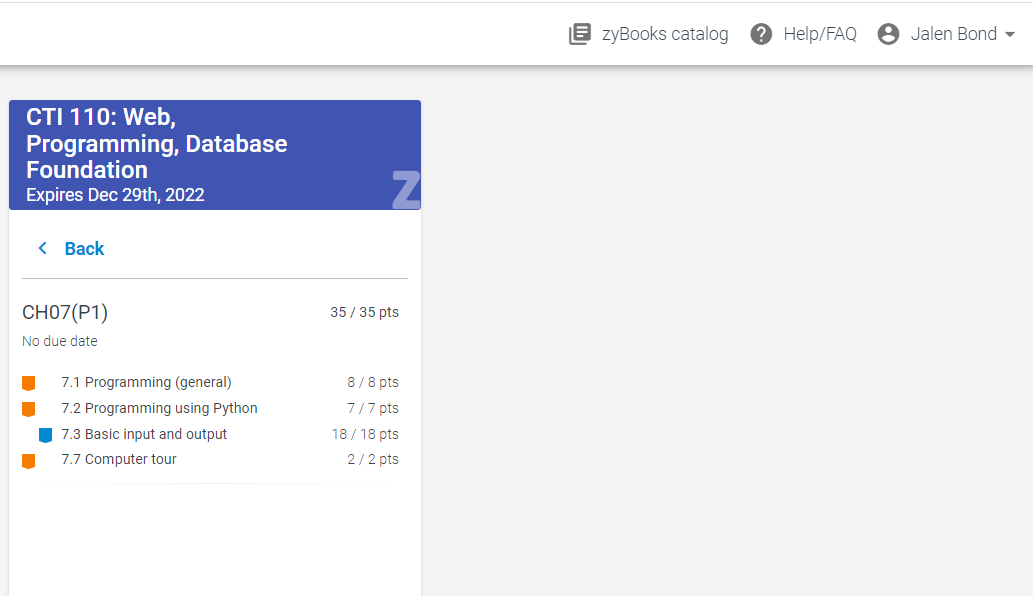 zyBooks catalog Help/FAQ Jalen Bond
CTI 110: Web,
Programming, Database
Foundation
Expires Dec 29th, 2022
Z
Back
CH07(P1) 35 / 35 pts
No due date
7.1 Programming (general) 8 / 8 pts
7.2 Programming using Python 7 / 7 pts
7.3 Basic input and output 18 / 18 pts
7.7 Computer tour 2 / 2 pts